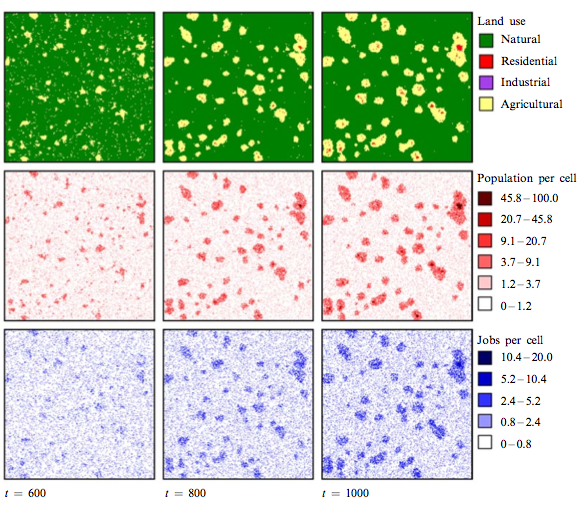 Land use
Natural
Residential
Industrial
Agricultural
Population per cell
45.8–100.0
20.7–45.8
9.1–20.7
3.7–9.1
1.2–3.7
0–1.2
Jobs per cell
10.4–20.0
5.2–10.4
2.4–5.2
0.8–2.4
0–0.8
t = 600
t = 800
t = 1000